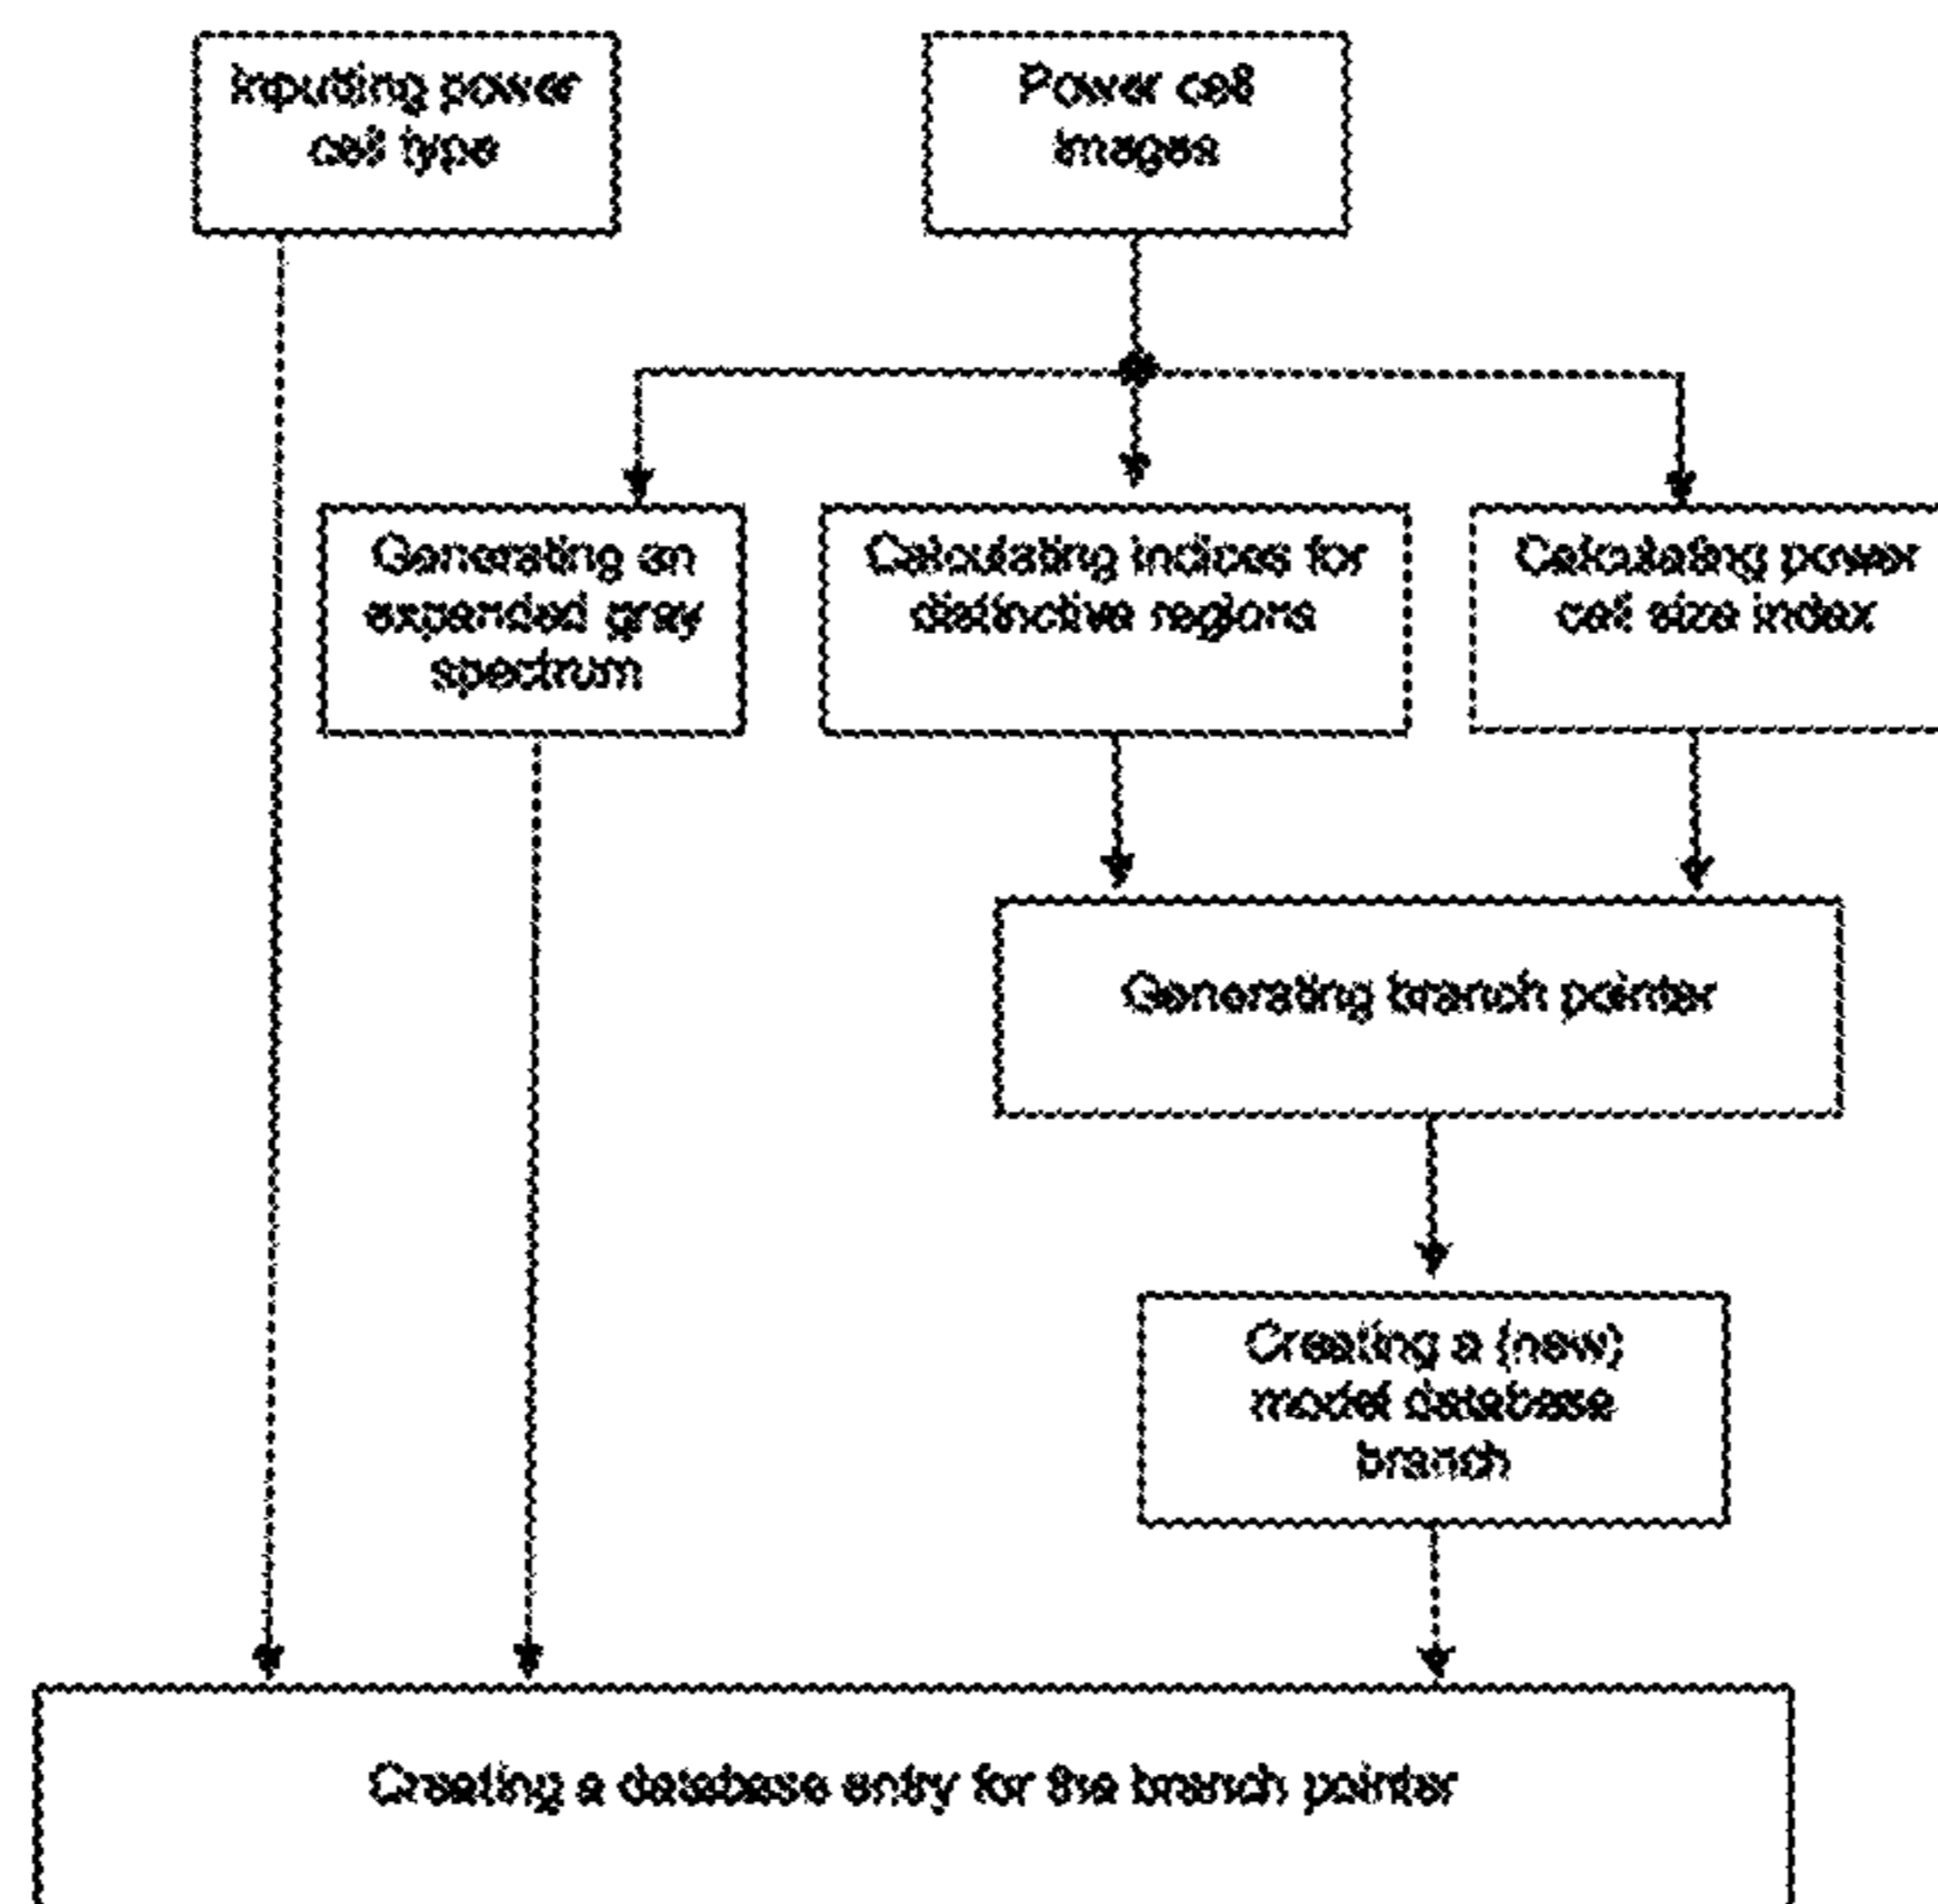 Inputting power
cell type
Power cell
images
Generating an
expanded gray
spectrum
Calculating indices for
distinctive regions
Calculating power
cell size index
Generating branch pointer
Creating a (new)
model database
branch
Creating a database entry for the branch pointer